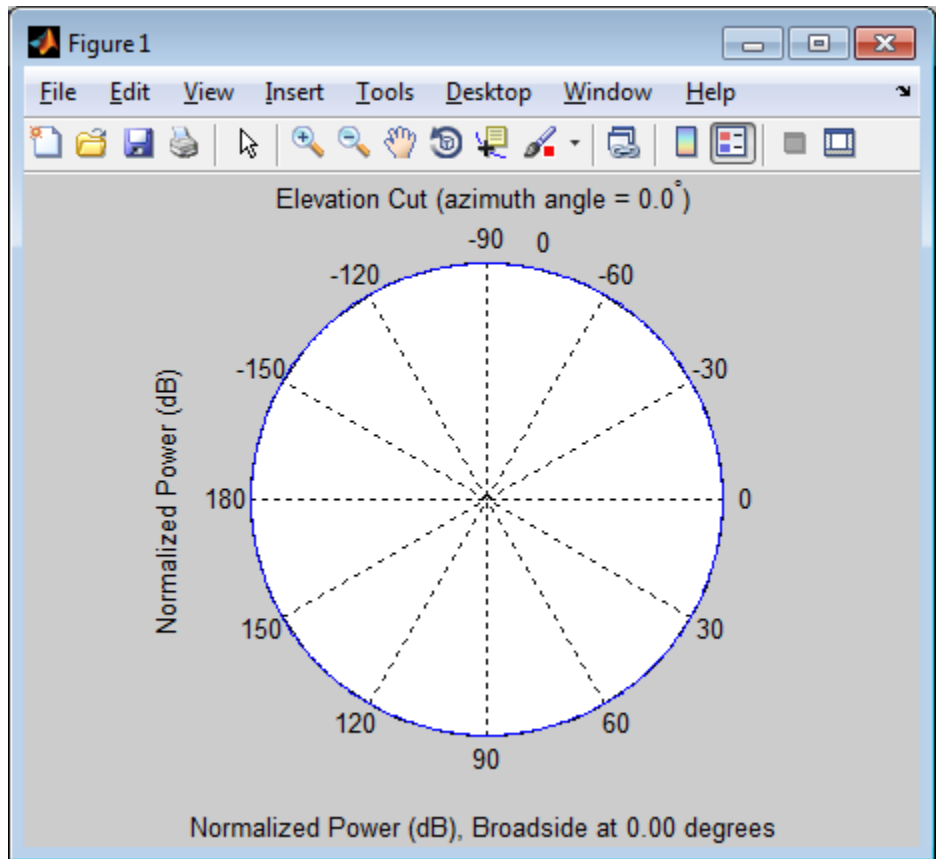 Figure 1
File Edit View Insert Tools Desktop Window Help
Elevation Cut (azimuth angle = 0.0°)
-90 0
-120 -60
-150 -30
Normalized Power (dB)
180 0
150 30
120 60
90
Normalized Power (dB), Broadside at 0.00 degrees